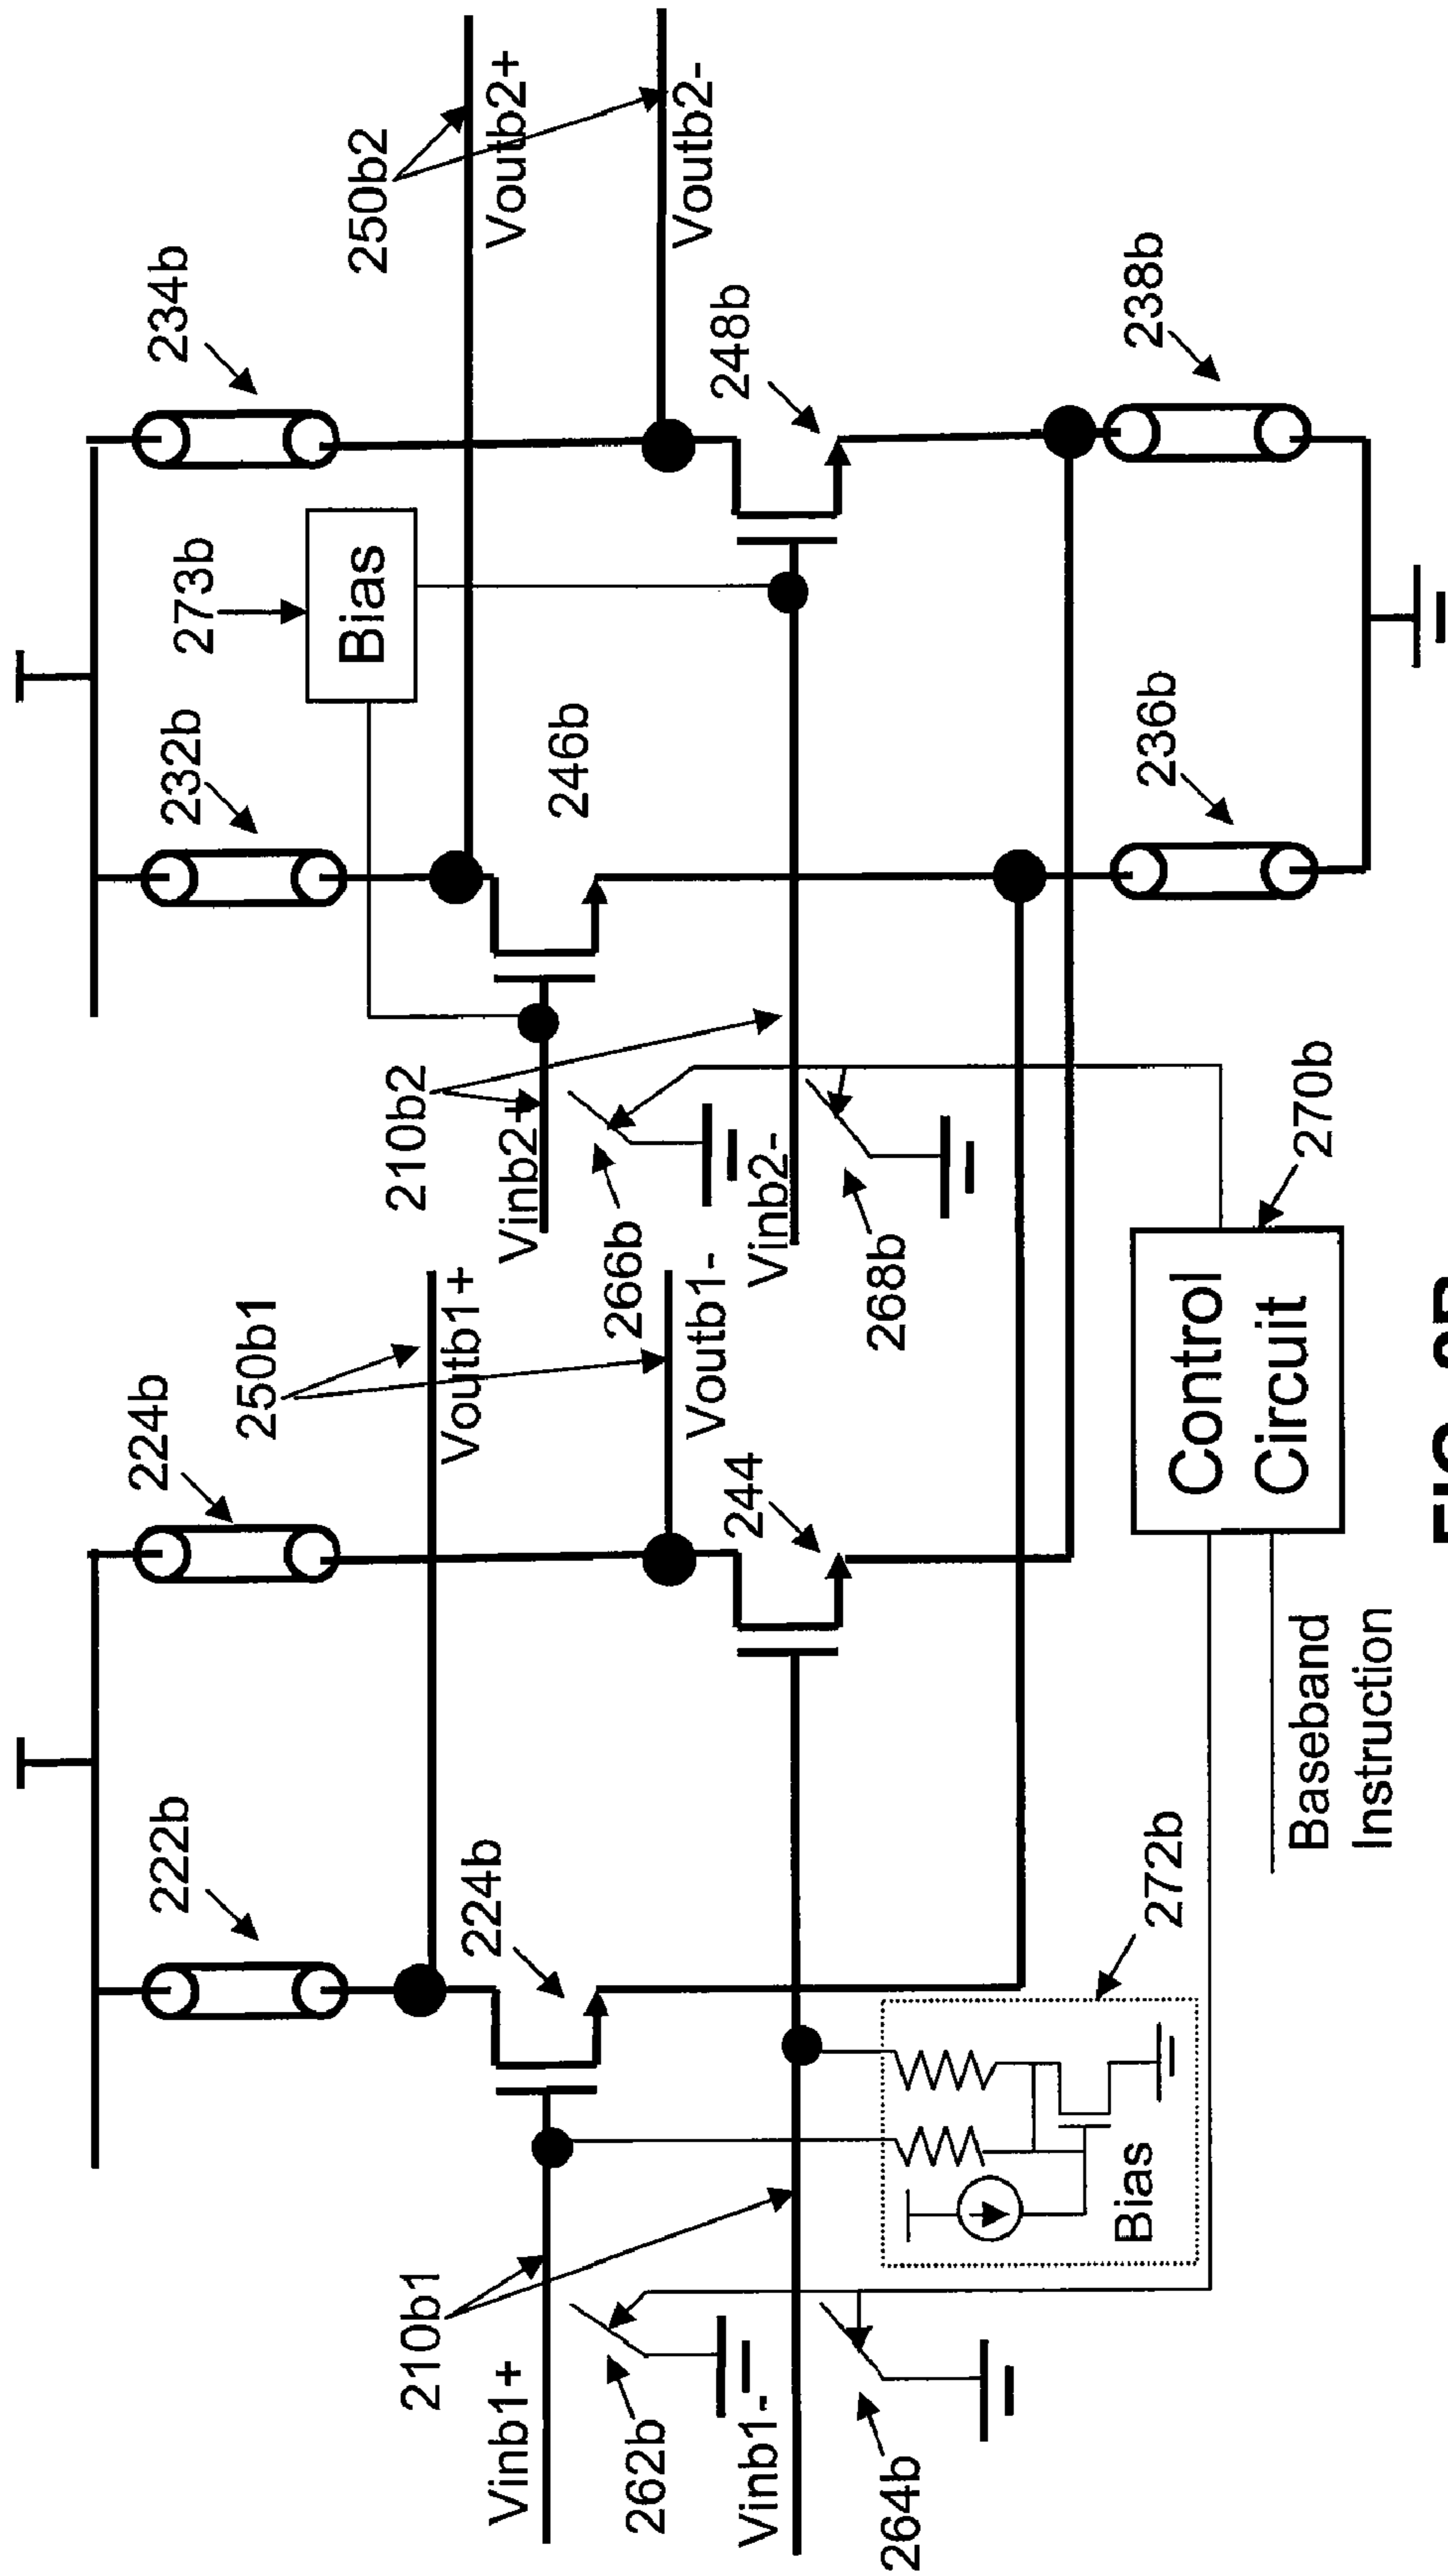 222b
224b
232b
234b
273b
Bias
250b1
250b2
Voutb1+
Voutb2+
Vinb1+
210b1
224b
Vinb2+
210b2
246b
262b
266b
244
Voutb1-
248b
Voutb2-
Vinb1-
Vinb2-
264b
268b
Bias
272b
236b
238b
Control
Circuit
270b
Baseband
Instruction